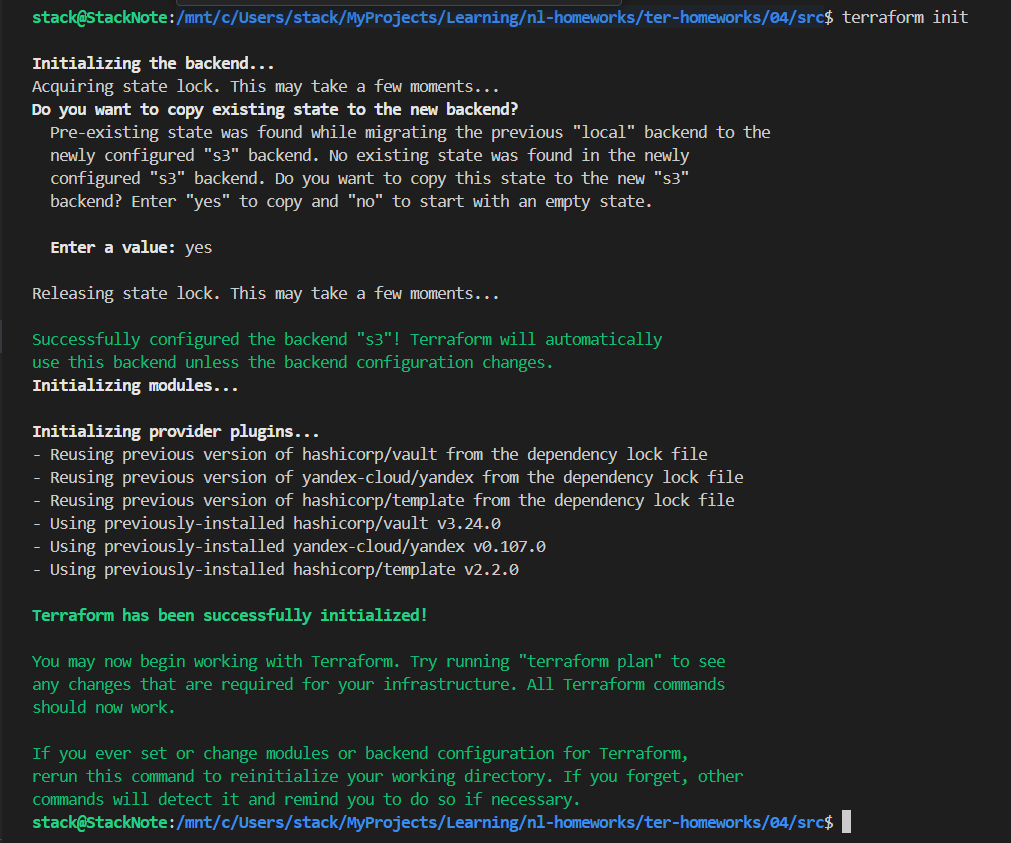 stack@StackNote:/mnt/c/Users/stack/MyProjects/Learning/nl-homeworks/ter-homeworks/04/src$ terraform init
Initializing the backend...
Acquiring state lock. This may take a few moments...
Do you want to copy existing state to the new backend?
Pre-existing state was found while migrating the previous "local" backend to the
newly configured "s3" backend. No existing state was found in the newly
configured "s3" backend. Do you want to copy this state to the new "s3"
backend? Enter "yes" to copy and "no" to start with an empty state.
Enter a value: yes
Releasing state lock. This may take a few moments...
Successfully configured the backend "s3"! Terraform will automatically
use this backend unless the backend configuration changes.
Initializing modules...
Initializing provider plugins...
- Reusing previous version of hashicorp/vault from the dependency lock file
- Reusing previous version of yandex-cloud/yandex from the dependency lock file
- Reusing previous version of hashicorp/template from the dependency lock file
- Using previously-installed hashicorp/vault v3.24.0
- Using previously-installed yandex-cloud/yandex v0.107.0
- Using previously-installed hashicorp/template v2.2.0
Terraform has been successfully initialized!
You may now begin working with Terraform. Try running "terraform plan" to see
any changes that are required for your infrastructure. All Terraform commands
should now work.
If you ever set or change modules or backend configuration for Terraform,
rerun this command to reinitialize your working directory. If you forget, other
commands will detect it and remind you to do so if necessary.
stack@StackNote:/mnt/c/Users/stack/MyProjects/Learning/nl-homeworks/ter-homeworks/04/src$